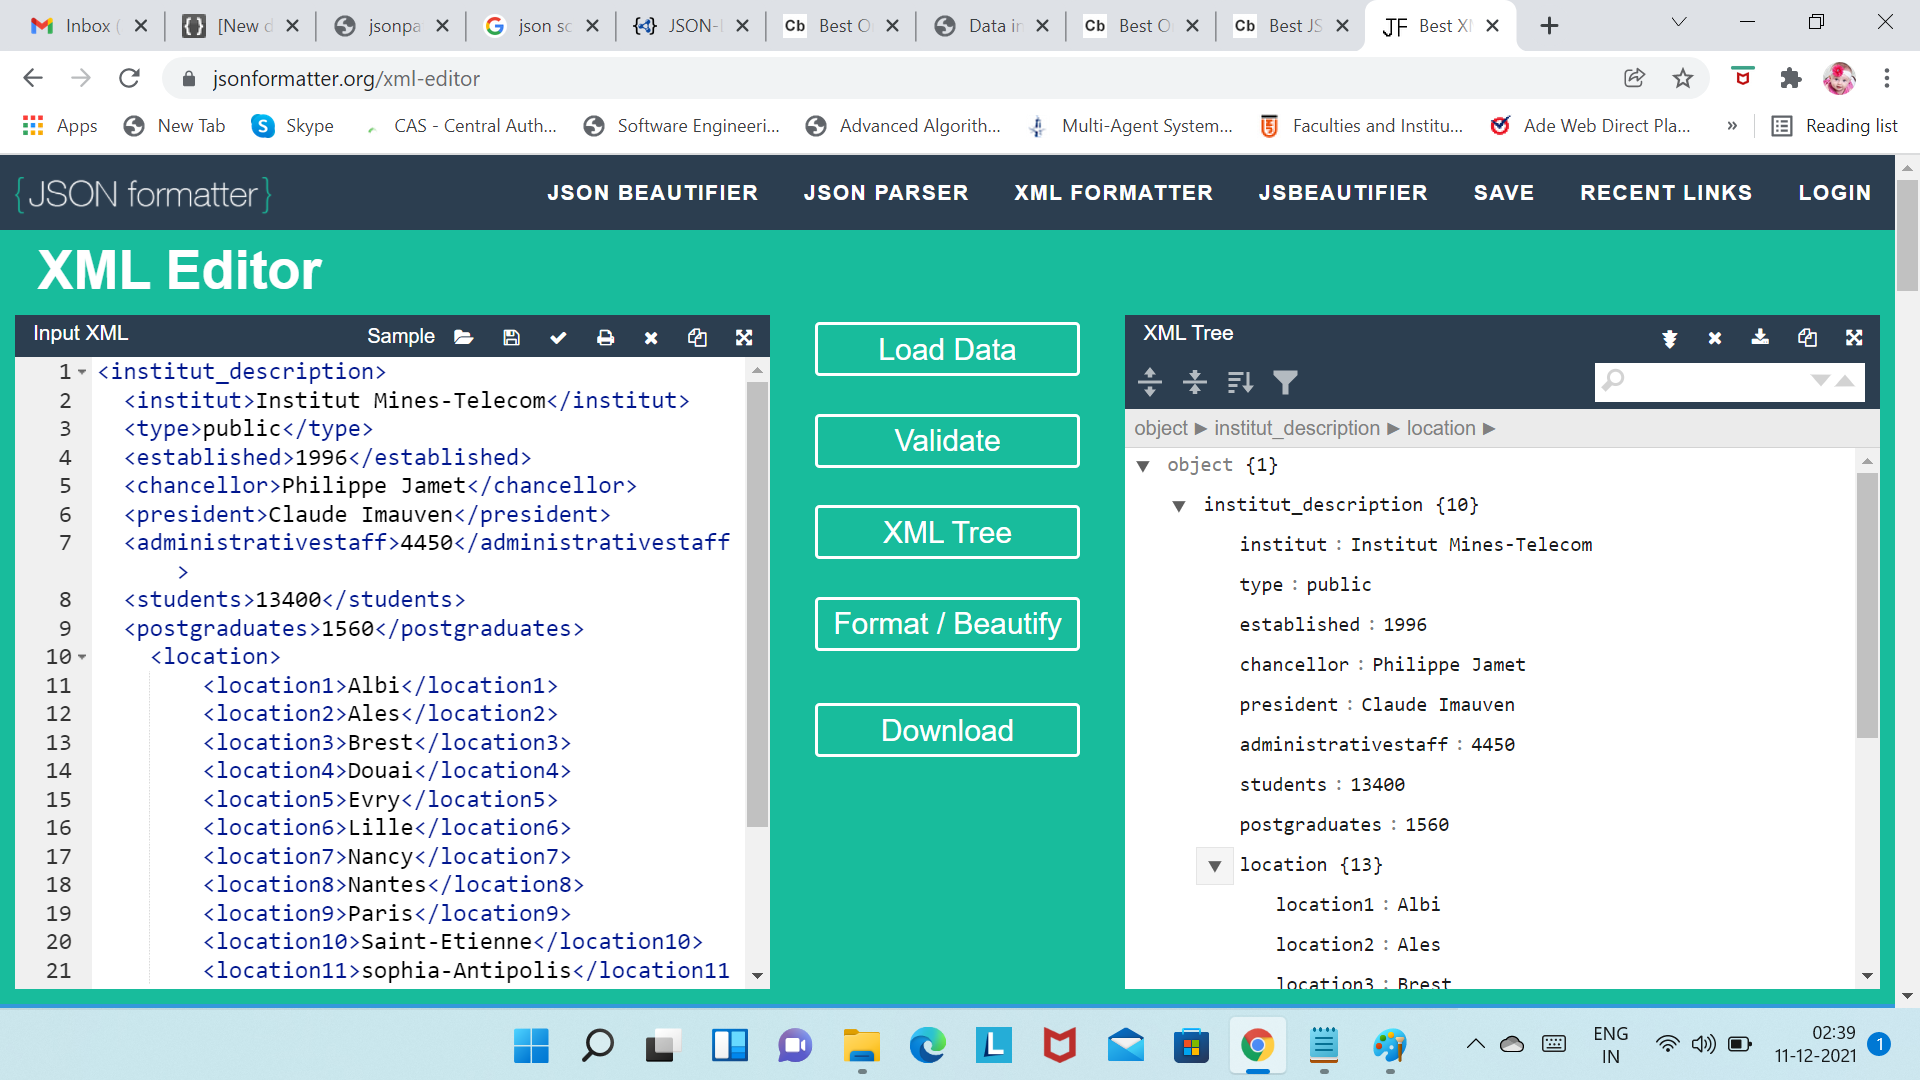 Inbox (
[New d
jsonpa
json sc
JSON-
Cb Best O
Data in
Cb Best O
Cb Best JS
JF Best X
jsonformatter.org/xml-editor
Apps
New Tab
Skype
CAS - Central Auth...
Software Engineeri...
Advanced Algorith...
Multi-Agent System...
Faculties and Institu...
Ade Web Direct Pla...
»
Reading list
{JSON formatter}
JSON BEAUTIFIER
JSON PARSER
XML FORMATTER
JSBEAUTIFIER
SAVE
RECENT LINKS
LOGIN
XML Editor
Input XML
Sample
1 <institut_description>
2 <institut>Institut Mines-Telecom</institut>
3 <type>public</type>
4 <established>1996</established>
5 <chancellor>Philippe Jamet</chancellor>
6 <president>Claude Imauven</president>
7 <administrativestaff>4450</administrativestaff
>
8 <students>13400</students>
9 <postgraduates>1560</postgraduates>
10 <location>
11 <location1>Albi</location1>
12 <location2>Ales</location2>
13 <location3>Brest</location3>
14 <location4>Douai</location4>
15 <location5>Evry</location5>
16 <location6>Lille</location6>
17 <location7>Nancy</location7>
18 <location8>Nantes</location8>
19 <location9>Paris</location9>
20 <location10>Saint-Etienne</location10>
21 <location11>sophia-Antipolis</location11
Load Data
Validate
XML Tree
Format / Beautify
Download
XML Tree
object ► institut_description ► location ►
object {1}
institut_description {10}
institut : Institut Mines-Telecom
type : public
established : 1996
chancellor : Philippe Jamet
president : Claude Imauven
administrativestaff : 4450
students : 13400
postgraduates : 1560
location {13}
location1 : Albi
location2 : Ales
location3 : Brest
ENG
IN
02:39
11-12-2021
1